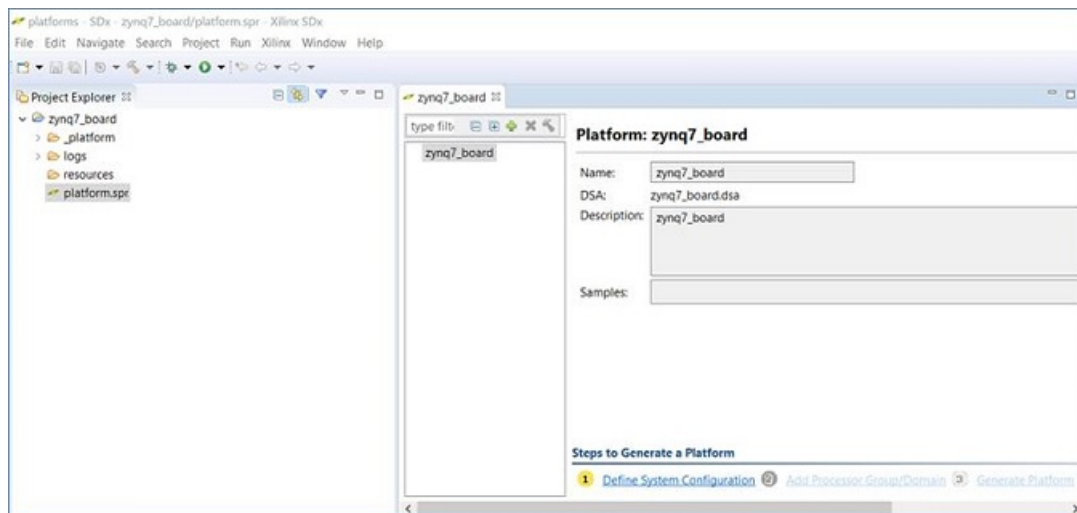 platforms - SDx - zynq7_board/platform.spr - Xilinx SDx
File Edit Navigate Search Project Run Xilinx Window Help
Project Explorer
zynq7_board
_platform
logs
resources
platform.spr
zynq7_board
type filt
zynq7_board
Platform: zynq7_board
Name: zynq7_board
DSA: zynq7_board.dsa
Description: zynq7_board
Samples:
Steps to Generate a Platform
1 Define System Configuration 2 Add Processor Group/Domain 3 Generate Platform